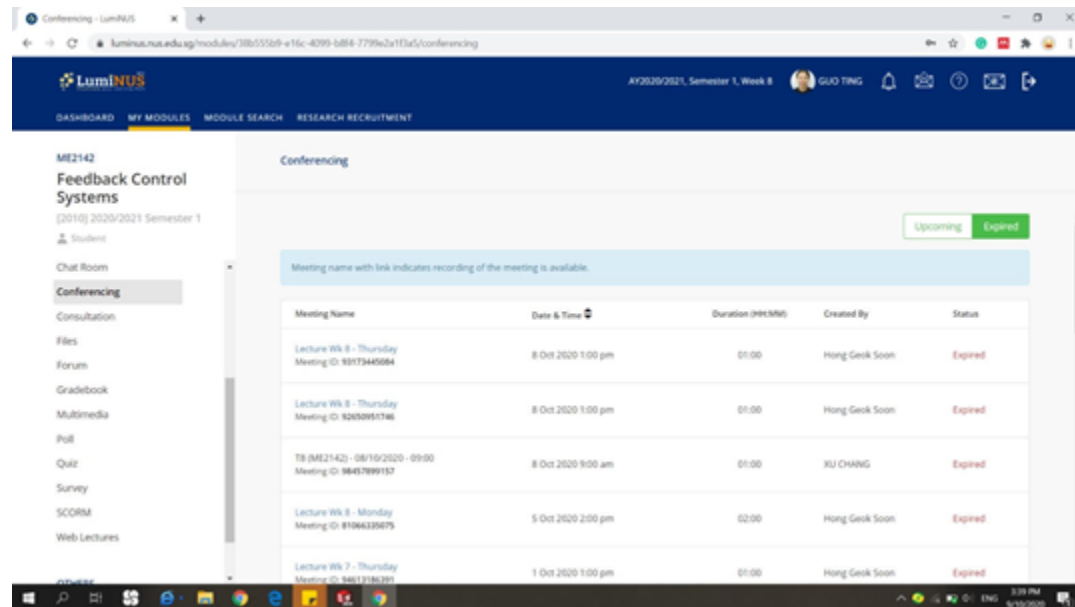 Conferencing - LumiNUS
luminus.nus.edu.sg/modules/38b555b9-e16c-4099-b8f4-7799e2a1f3a5/conferencing
LumiNUS
AY2020/2021, Semester 1, Week 8
GUO TING
DASHBOARD MY MODULES MODULE SEARCH RESEARCH RECRUITMENT
ME2142
Feedback Control
Systems
[2010] 2020/2021 Semester 1
Student
Chat Room
Conferencing
Consultation
Files
Forum
Gradebook
Multimedia
Poll
Quiz
Survey
SCORM
Web Lectures
OTHERS
Conferencing
Upcoming Expired
Meeting name with link indicates recording of the meeting is available.
Meeting Name Date & Time Duration (HH:MM) Created By Status
Lecture Wk 8 - Thursday
Meeting ID: 93173445084
8 Oct 2020 1:00 pm 01:00 Hong Geok Soon Expired
Lecture Wk 8 - Thursday
Meeting ID: 92650951746
8 Oct 2020 1:00 pm 01:00 Hong Geok Soon Expired
T8 (ME2142) - 08/10/2020 - 09:00
Meeting ID: 98457899157
8 Oct 2020 9:00 am 01:00 XU CHANG Expired
Lecture Wk 8 - Monday
Meeting ID: 81066335075
5 Oct 2020 2:00 pm 02:00 Hong Geok Soon Expired
Lecture Wk 7 - Thursday
Meeting ID: 94613186391
1 Oct 2020 1:00 pm 01:00 Hong Geok Soon Expired
ENG
3:39 PM